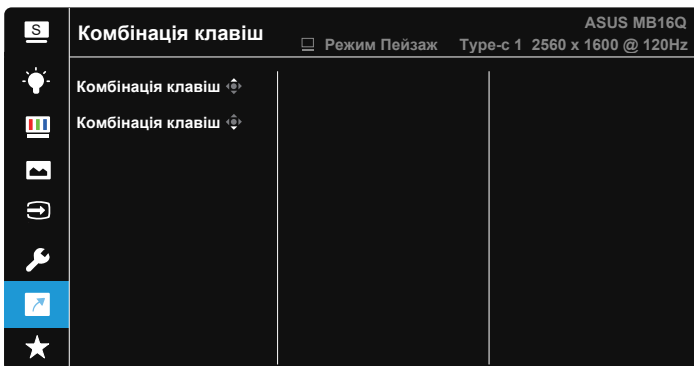 S
Комбінація клавіш
ASUS MB16Q
Режим Пейзаж Type-c 1 2560 x 1600 @ 120Hz
Комбінація клавіш
Комбінація клавіш